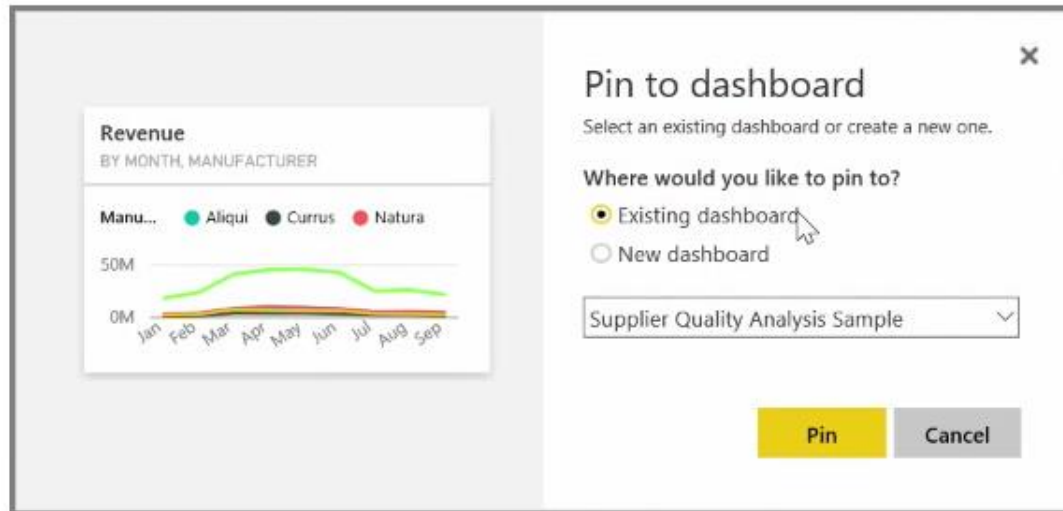 Revenue
BY MONTH, MANUFACTURER
Manu... Aliqui Currus Natura
50M
0M
Jan Feb Mar Apr May Jun Jul Aug Sep
Pin to dashboard
Select an existing dashboard or create a new one.
Where would you like to pin to?
Existing dashboard
New dashboard
Supplier Quality Analysis Sample
Pin Cancel